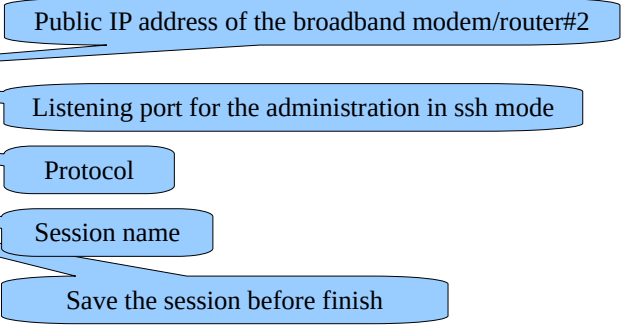 Public IP address of the broadband modem/router#2
Listening port for the administration in ssh mode
Protocol
Session name
Save the session before finish